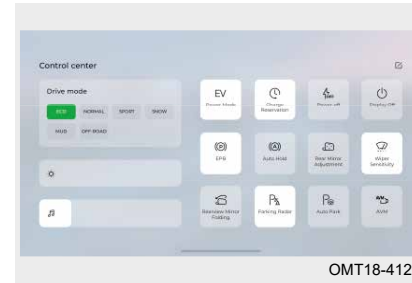 Control center
Drive mode
ECO NORMAL SPORT SNOW
MUD OFF-ROAD
EV
Power Mode
Charge
Reservation
Power off
Display Off
EPB
Auto Hold
Rear Mirror
Adjustment
Wiper
Sensitivity
Rearview Mirror
Folding
Parking Radar
Auto Park
AVM
OMT18-412